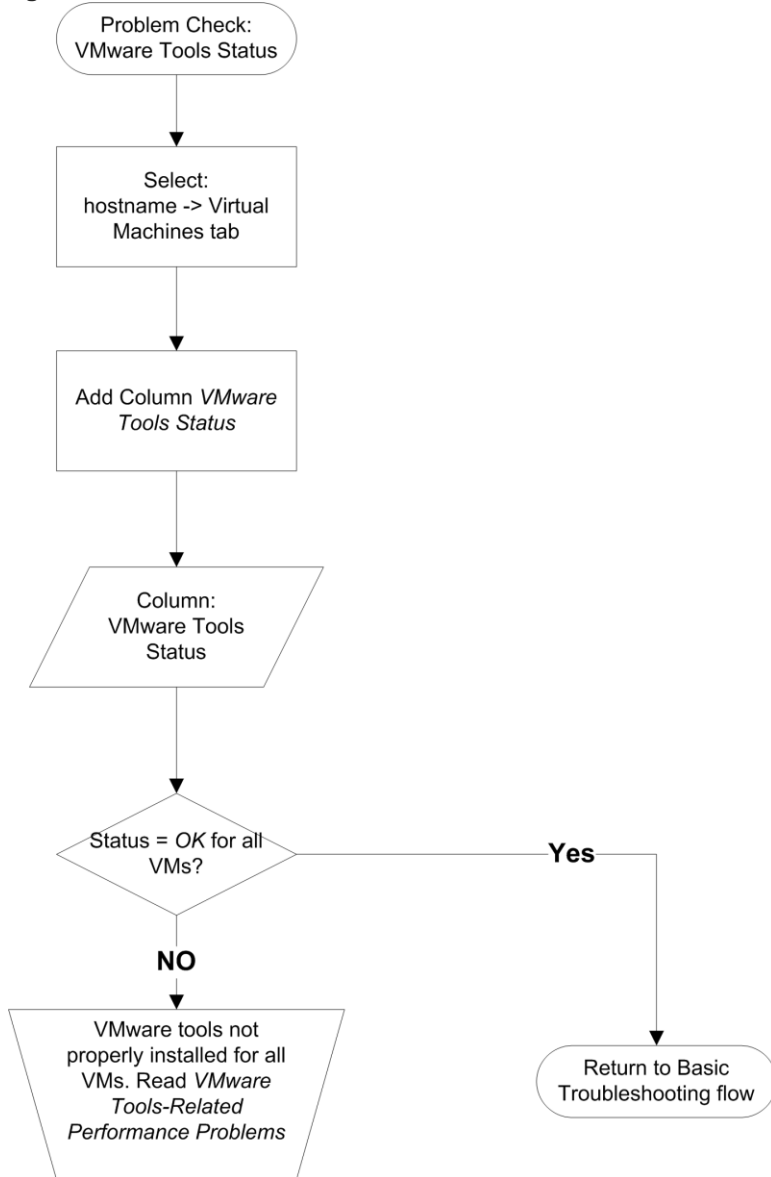 Problem Check:
VMware Tools Status
Select:
hostname -> Virtual
Machines tab
Add Column VMware
Tools Status
Column:
VMware Tools
Status
Status = OK for all
VMs?
Yes
NO
VMware tools not
properly installed for all
VMs. Read VMware
Tools-Related
Performance Problems
Return to Basic
Troubleshooting flow